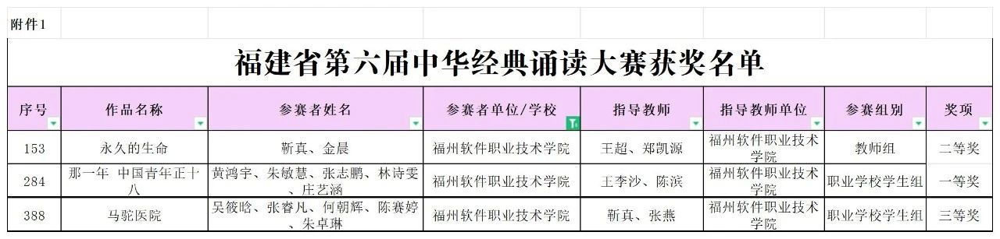 附件1
福建省第六届中华经典诵读大赛获奖名单
序号 作品名称 参赛者姓名 参赛者单位/学校 指导教师 指导教师单位 参赛组别 奖项
153 永久的生命 靳真、金晨 福州软件职业技术学院 王超、郑凯源 福州软件职业技术
学院 教师组 二等奖
284 那一年 中国青年正十
八 黄鸿宇、朱敏慧、张志鹏、林诗雯
、庄艺涵 福州软件职业技术学院 王李沙、陈滨 福州软件职业技术
学院 职业学校学生组 一等奖
388 马驼医院 吴筱晗、张睿凡、何朝辉、陈赛婷
、朱卓琳 福州软件职业技术学院 靳真、张燕 福州软件职业技术
学院 职业学校学生组 三等奖